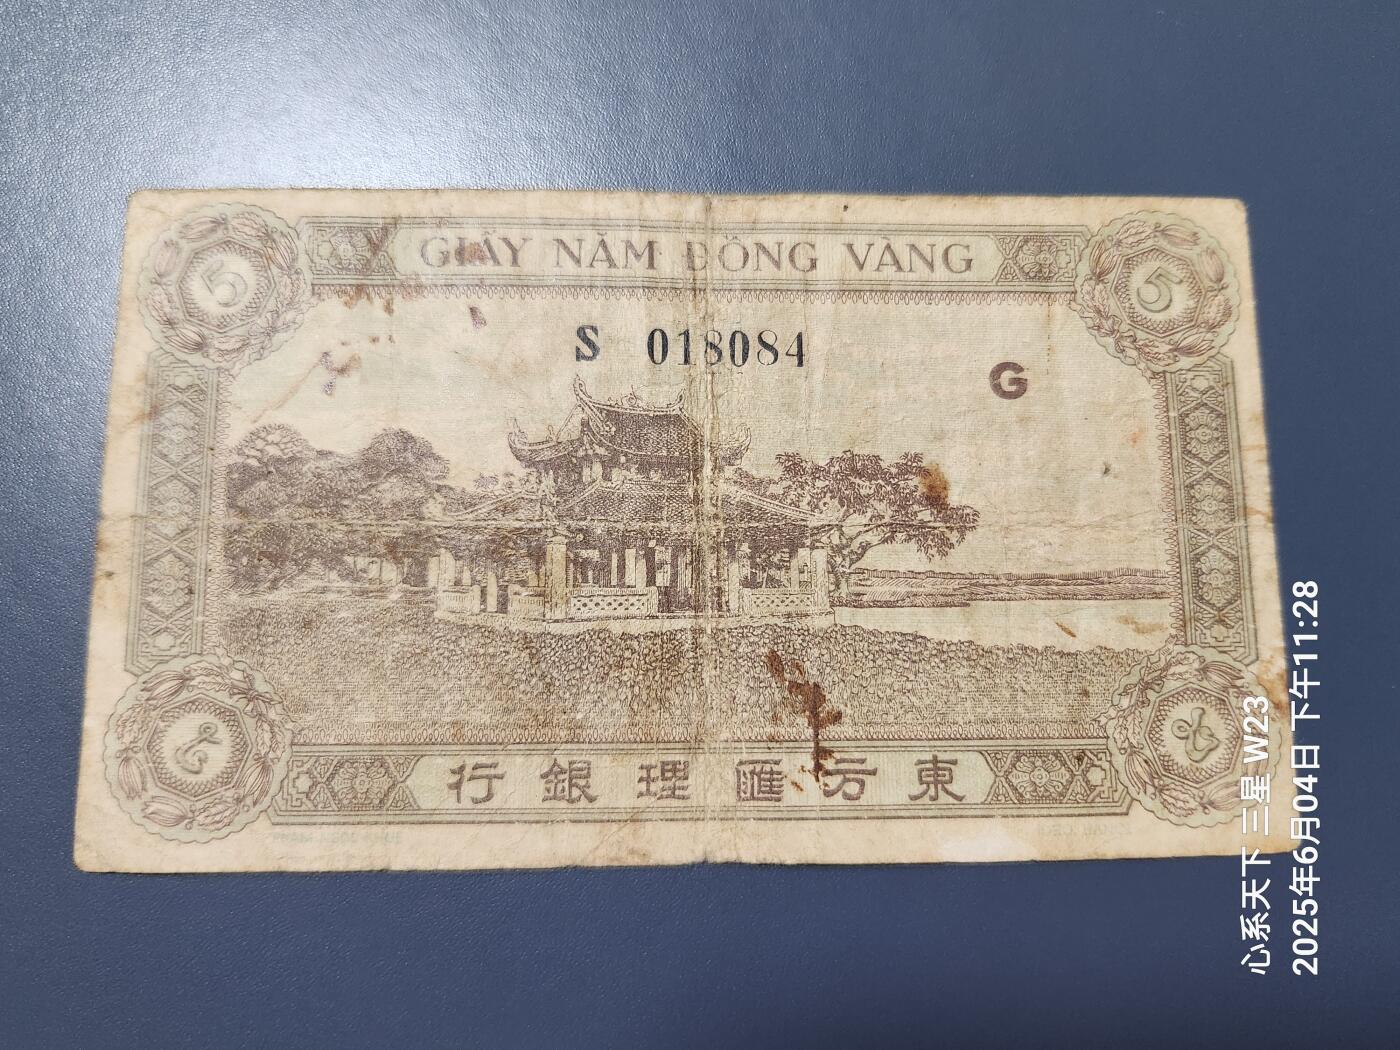 GIẤY NĂM ĐỒNG VÀNG
5
5
S 018084
G
行銀理滙方東
心系天下 三星 W23
2025年6月04日 下午11:28